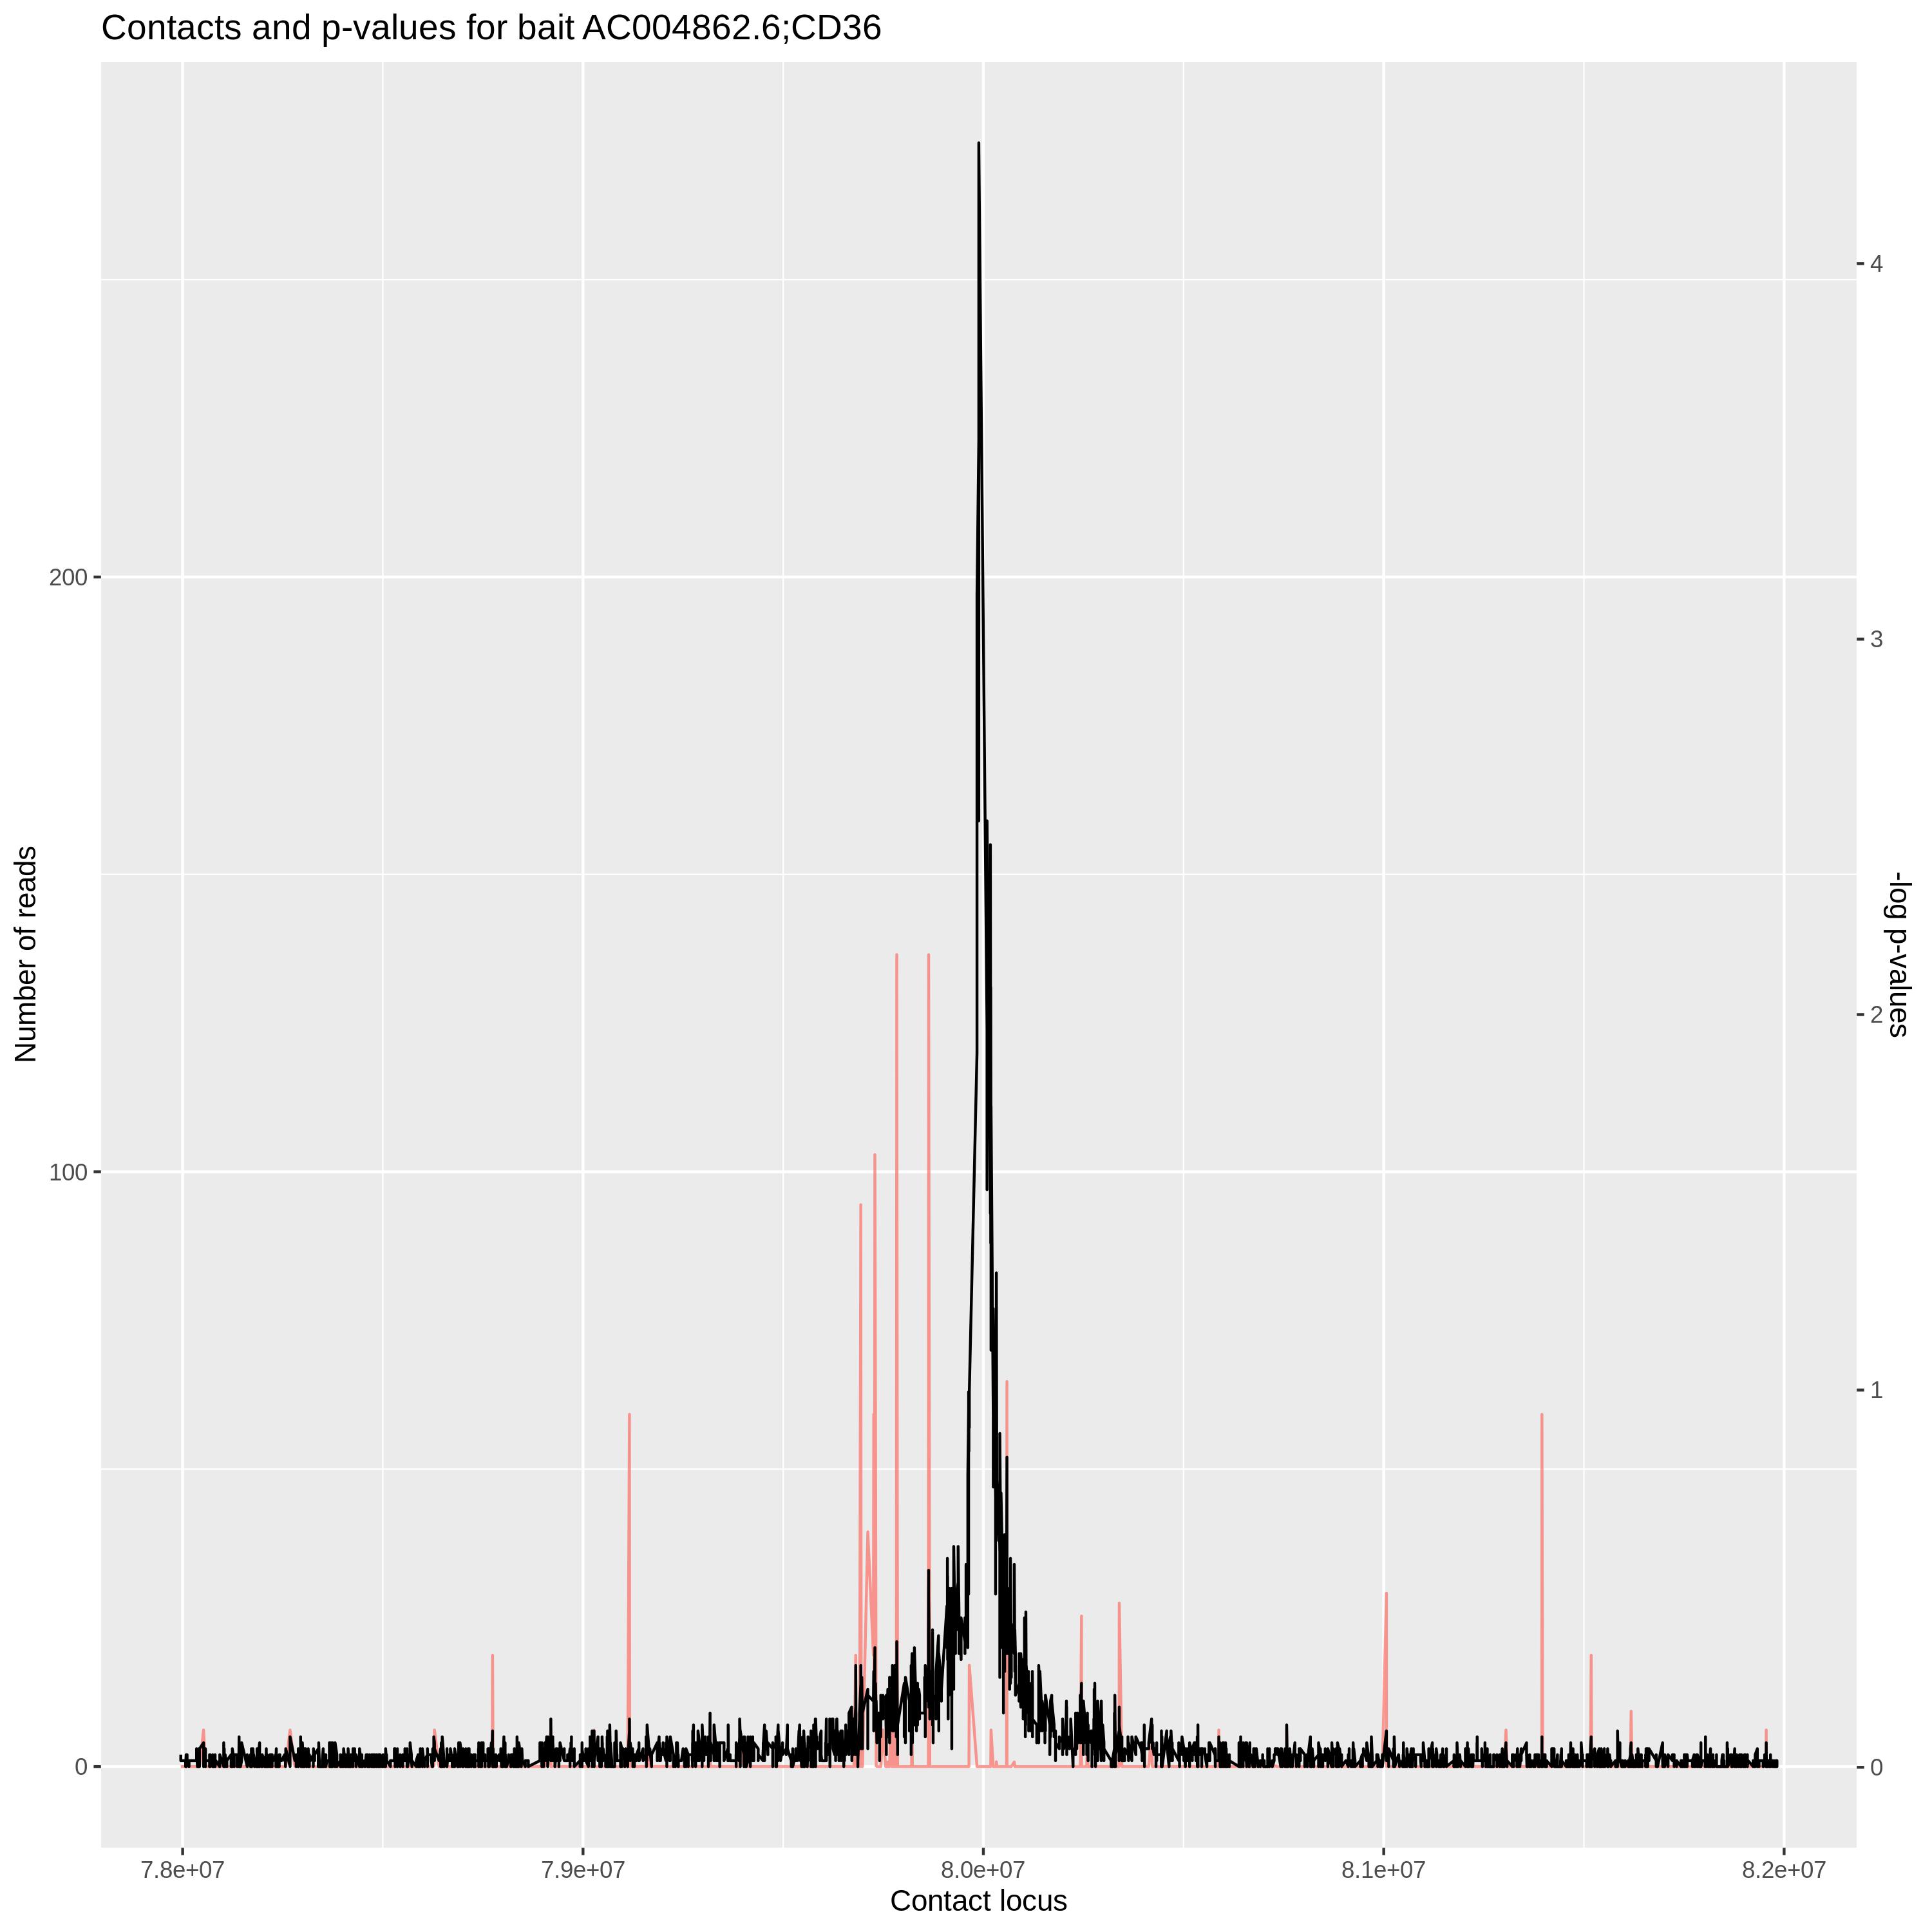 Contacts and p-values for bait AC004862.6;CD36
Number of reads
200
100
0
4
3
2
1
0
-log p-values
7.8e+07 7.9e+07 8.0e+07 8.1e+07 8.2e+07
Contact locus